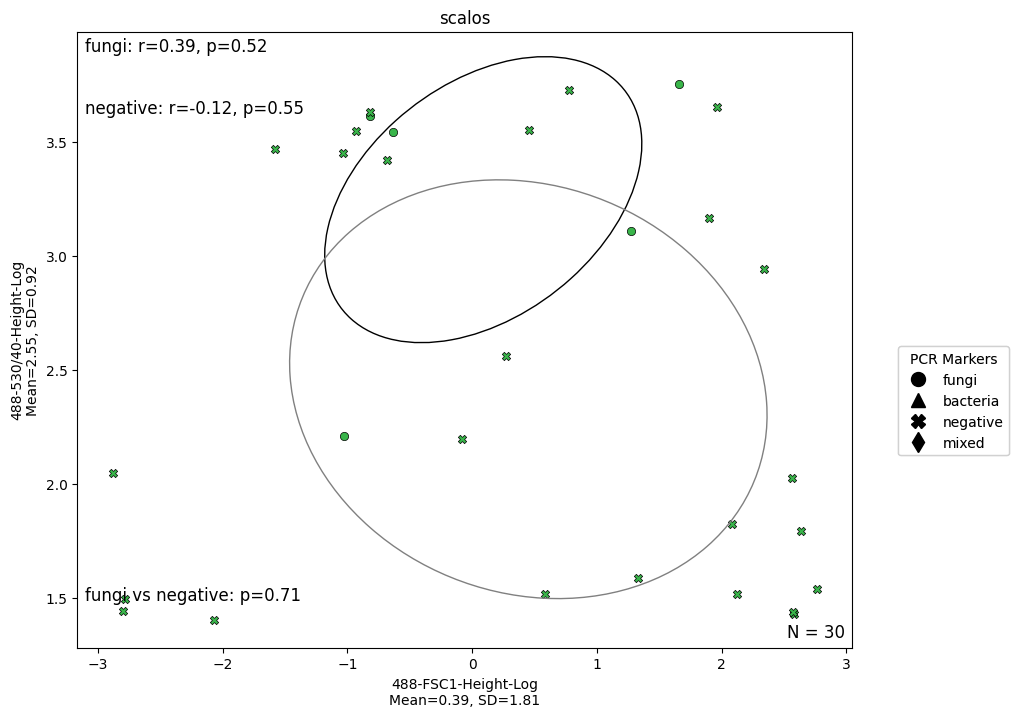 scalos
fungi: r=0.39, p=0.52
negative: r=-0.12, p=0.55
fungi vs negative: p=0.71
N = 30
3.5
3.0
2.5
2.0
1.5
488-530/40-Height-Log
Mean=2.55, SD=0.92
−3
−2
−1
0
1
2
3
488-FSC1-Height-Log
Mean=0.39, SD=1.81
PCR Markers
fungi
bacteria
negative
mixed